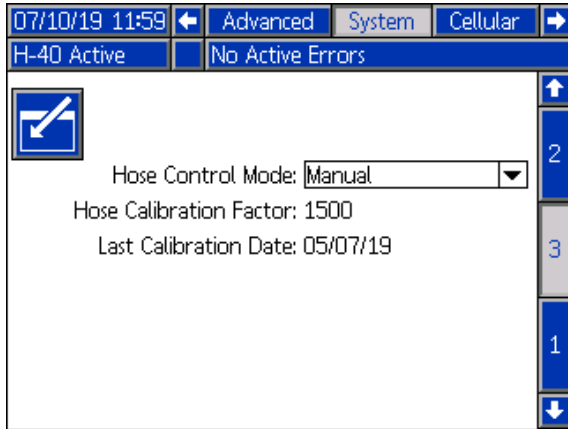 07/10/19 11:59 Advanced System Cellular
H-40 Active No Active Errors
2
Hose Control Mode: Manual
Hose Calibration Factor: 1500
Last Calibration Date: 05/07/19
3
1